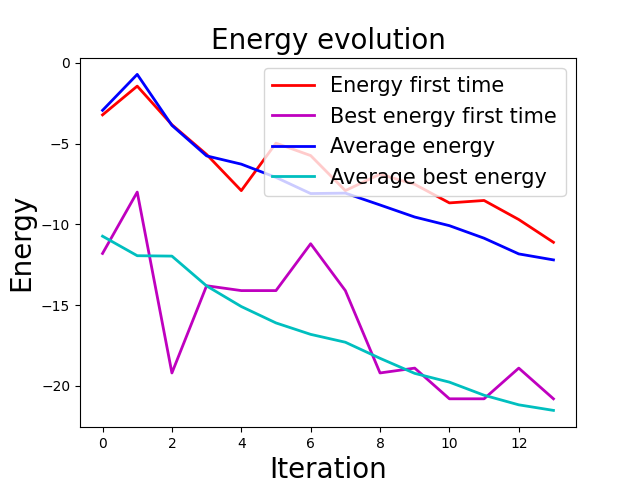 Energy evolution
Energy first time
Best energy first time
Average energy
Average best energy
Energy
0
−5
−10
−15
−20
0 2 4 6 8 10 12
Iteration